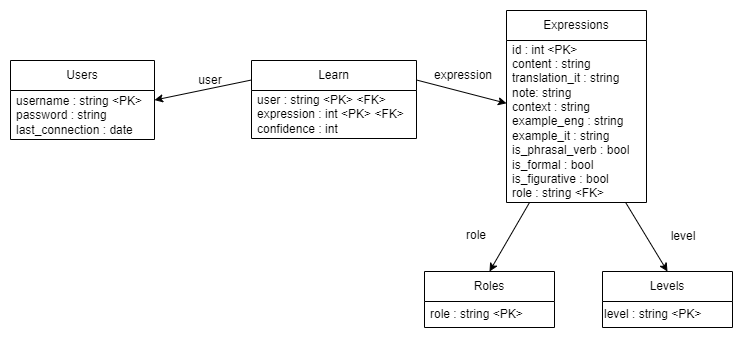 Users
username : string <PK>
password : string
last_connection : date
user
Learn
user : string <PK> <FK>
expression : int <PK> <FK>
confidence : int
expression
Expressions
id : int <PK>
content : string
translation_it : string
note: string
context : string
example_eng : string
example_it : string
is_phrasal_verb : bool
is_formal : bool
is_figurative : bool
role : string <FK>
role
level
Roles
role : string <PK>
Levels
level : string <PK>